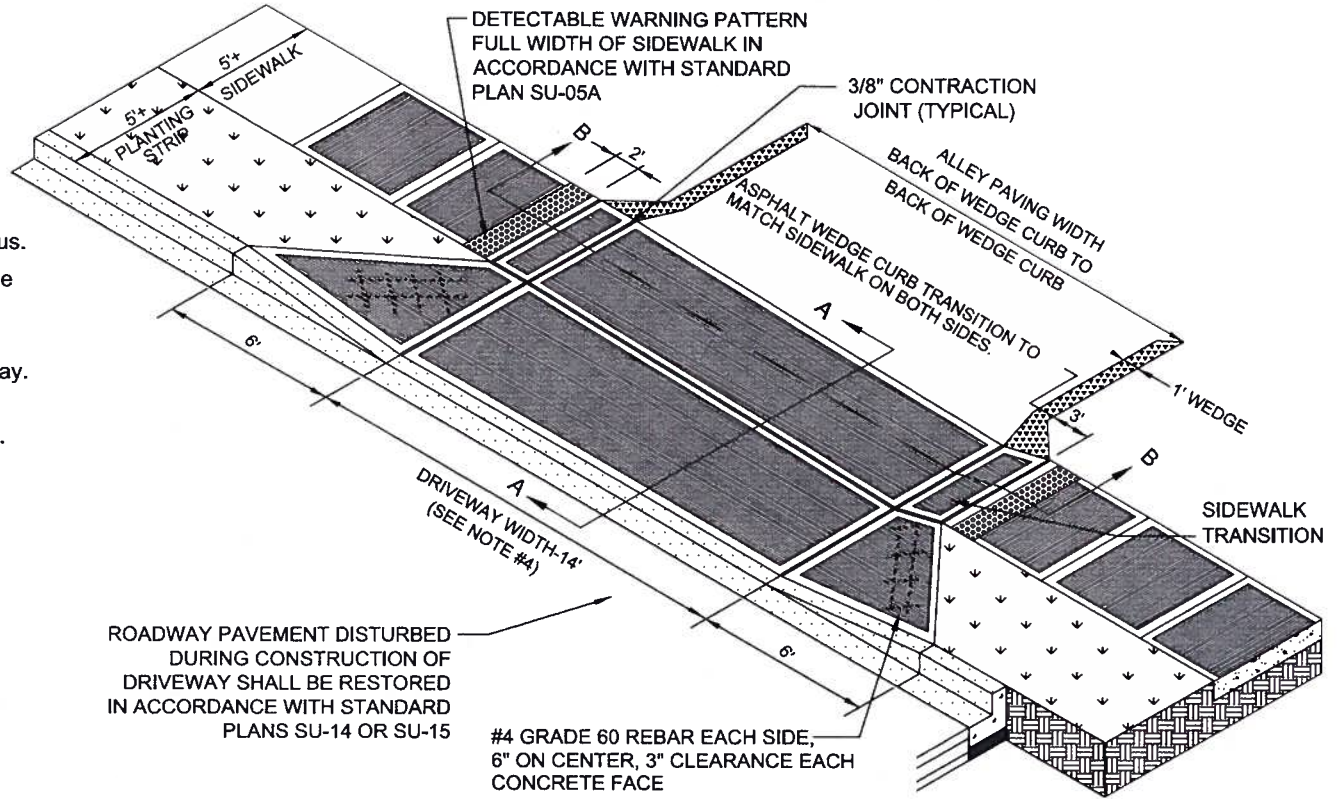 DETECTABLE WARNING PATTERN
FULL WIDTH OF SIDEWALK IN
ACCORDANCE WITH STANDARD
PLAN SU-05A
3/8" CONTRACTION
JOINT (TYPICAL)
5'+
SIDEWALK
5'+
PLANTING
STRIP
B
2'
ALLEY PAVING WIDTH
BACK OF WEDGE CURB TO
BACK OF WEDGE CURB
ASPHALT WEDGE CURB TRANSITION TO
MATCH SIDEWALK ON BOTH SIDES.
us.
e
ay.
.
A
1' WEDGE
3'
6'
B
A
DRIVEWAY WIDTH-14'
(SEE NOTE #4)
SIDEWALK
TRANSITION
6'
ROADWAY PAVEMENT DISTURBED
DURING CONSTRUCTION OF
DRIVEWAY SHALL BE RESTORED
IN ACCORDANCE WITH STANDARD
PLANS SU-14 OR SU-15
#4 GRADE 60 REBAR EACH SIDE,
6" ON CENTER, 3" CLEARANCE EACH
CONCRETE FACE